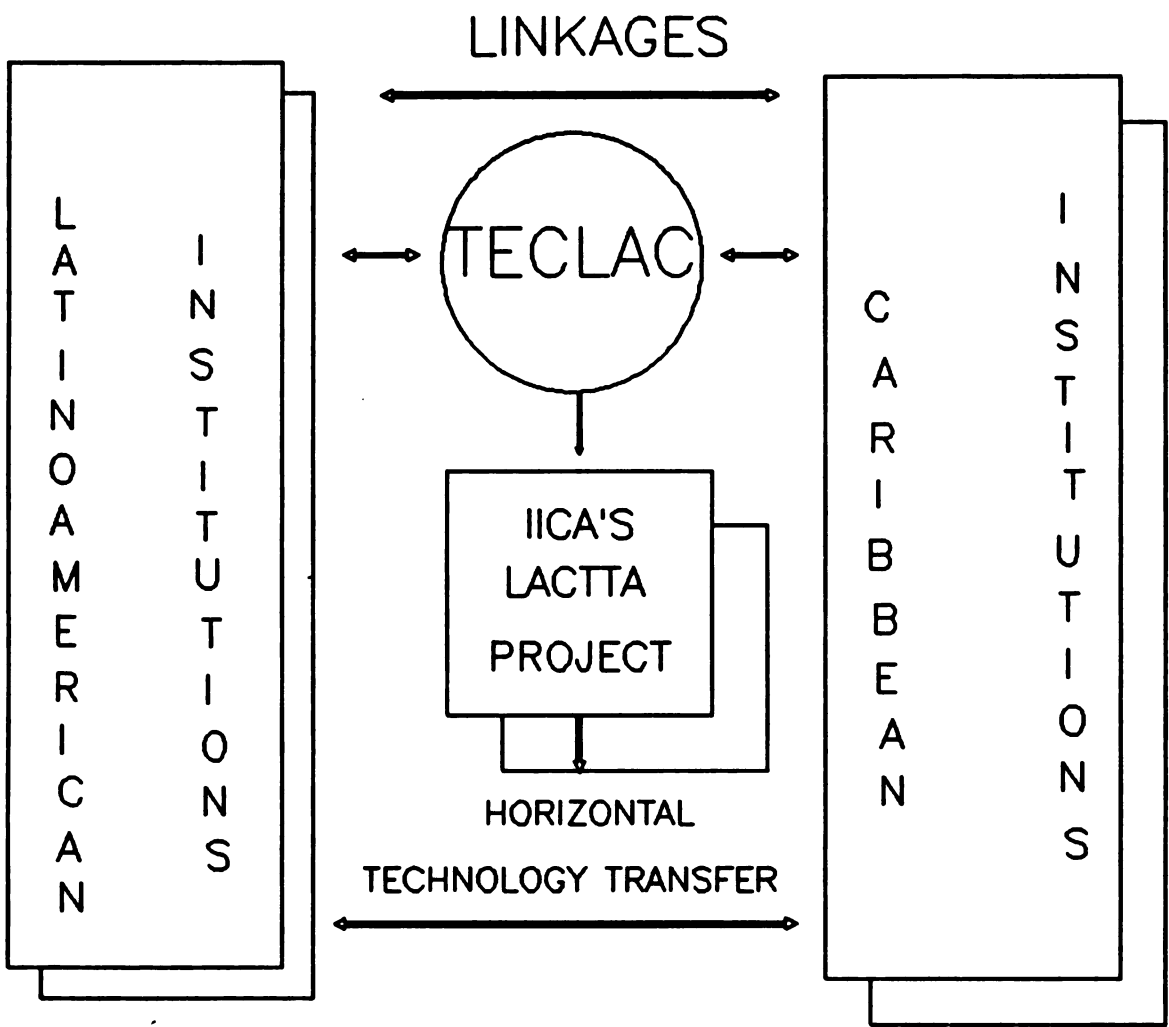 LINKAGES
LATINOAMERICAN
INSTITUTIONS
TECLAC
IICA'S
LACTTA
PROJECT
HORIZONTAL
TECHNOLOGY TRANSFER
CARIBBEAN
INSTITUTIONS